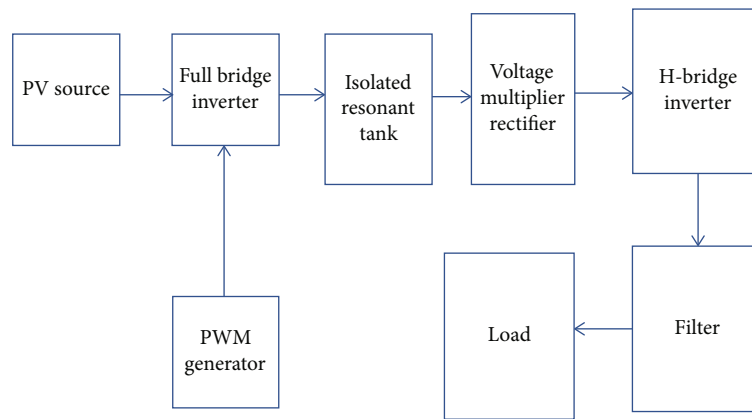 PV source
Full bridge
inverter
Isolated
resonant
tank
Voltage
multiplier
rectifier
H-bridge
inverter
PWM
generator
Load
Filter